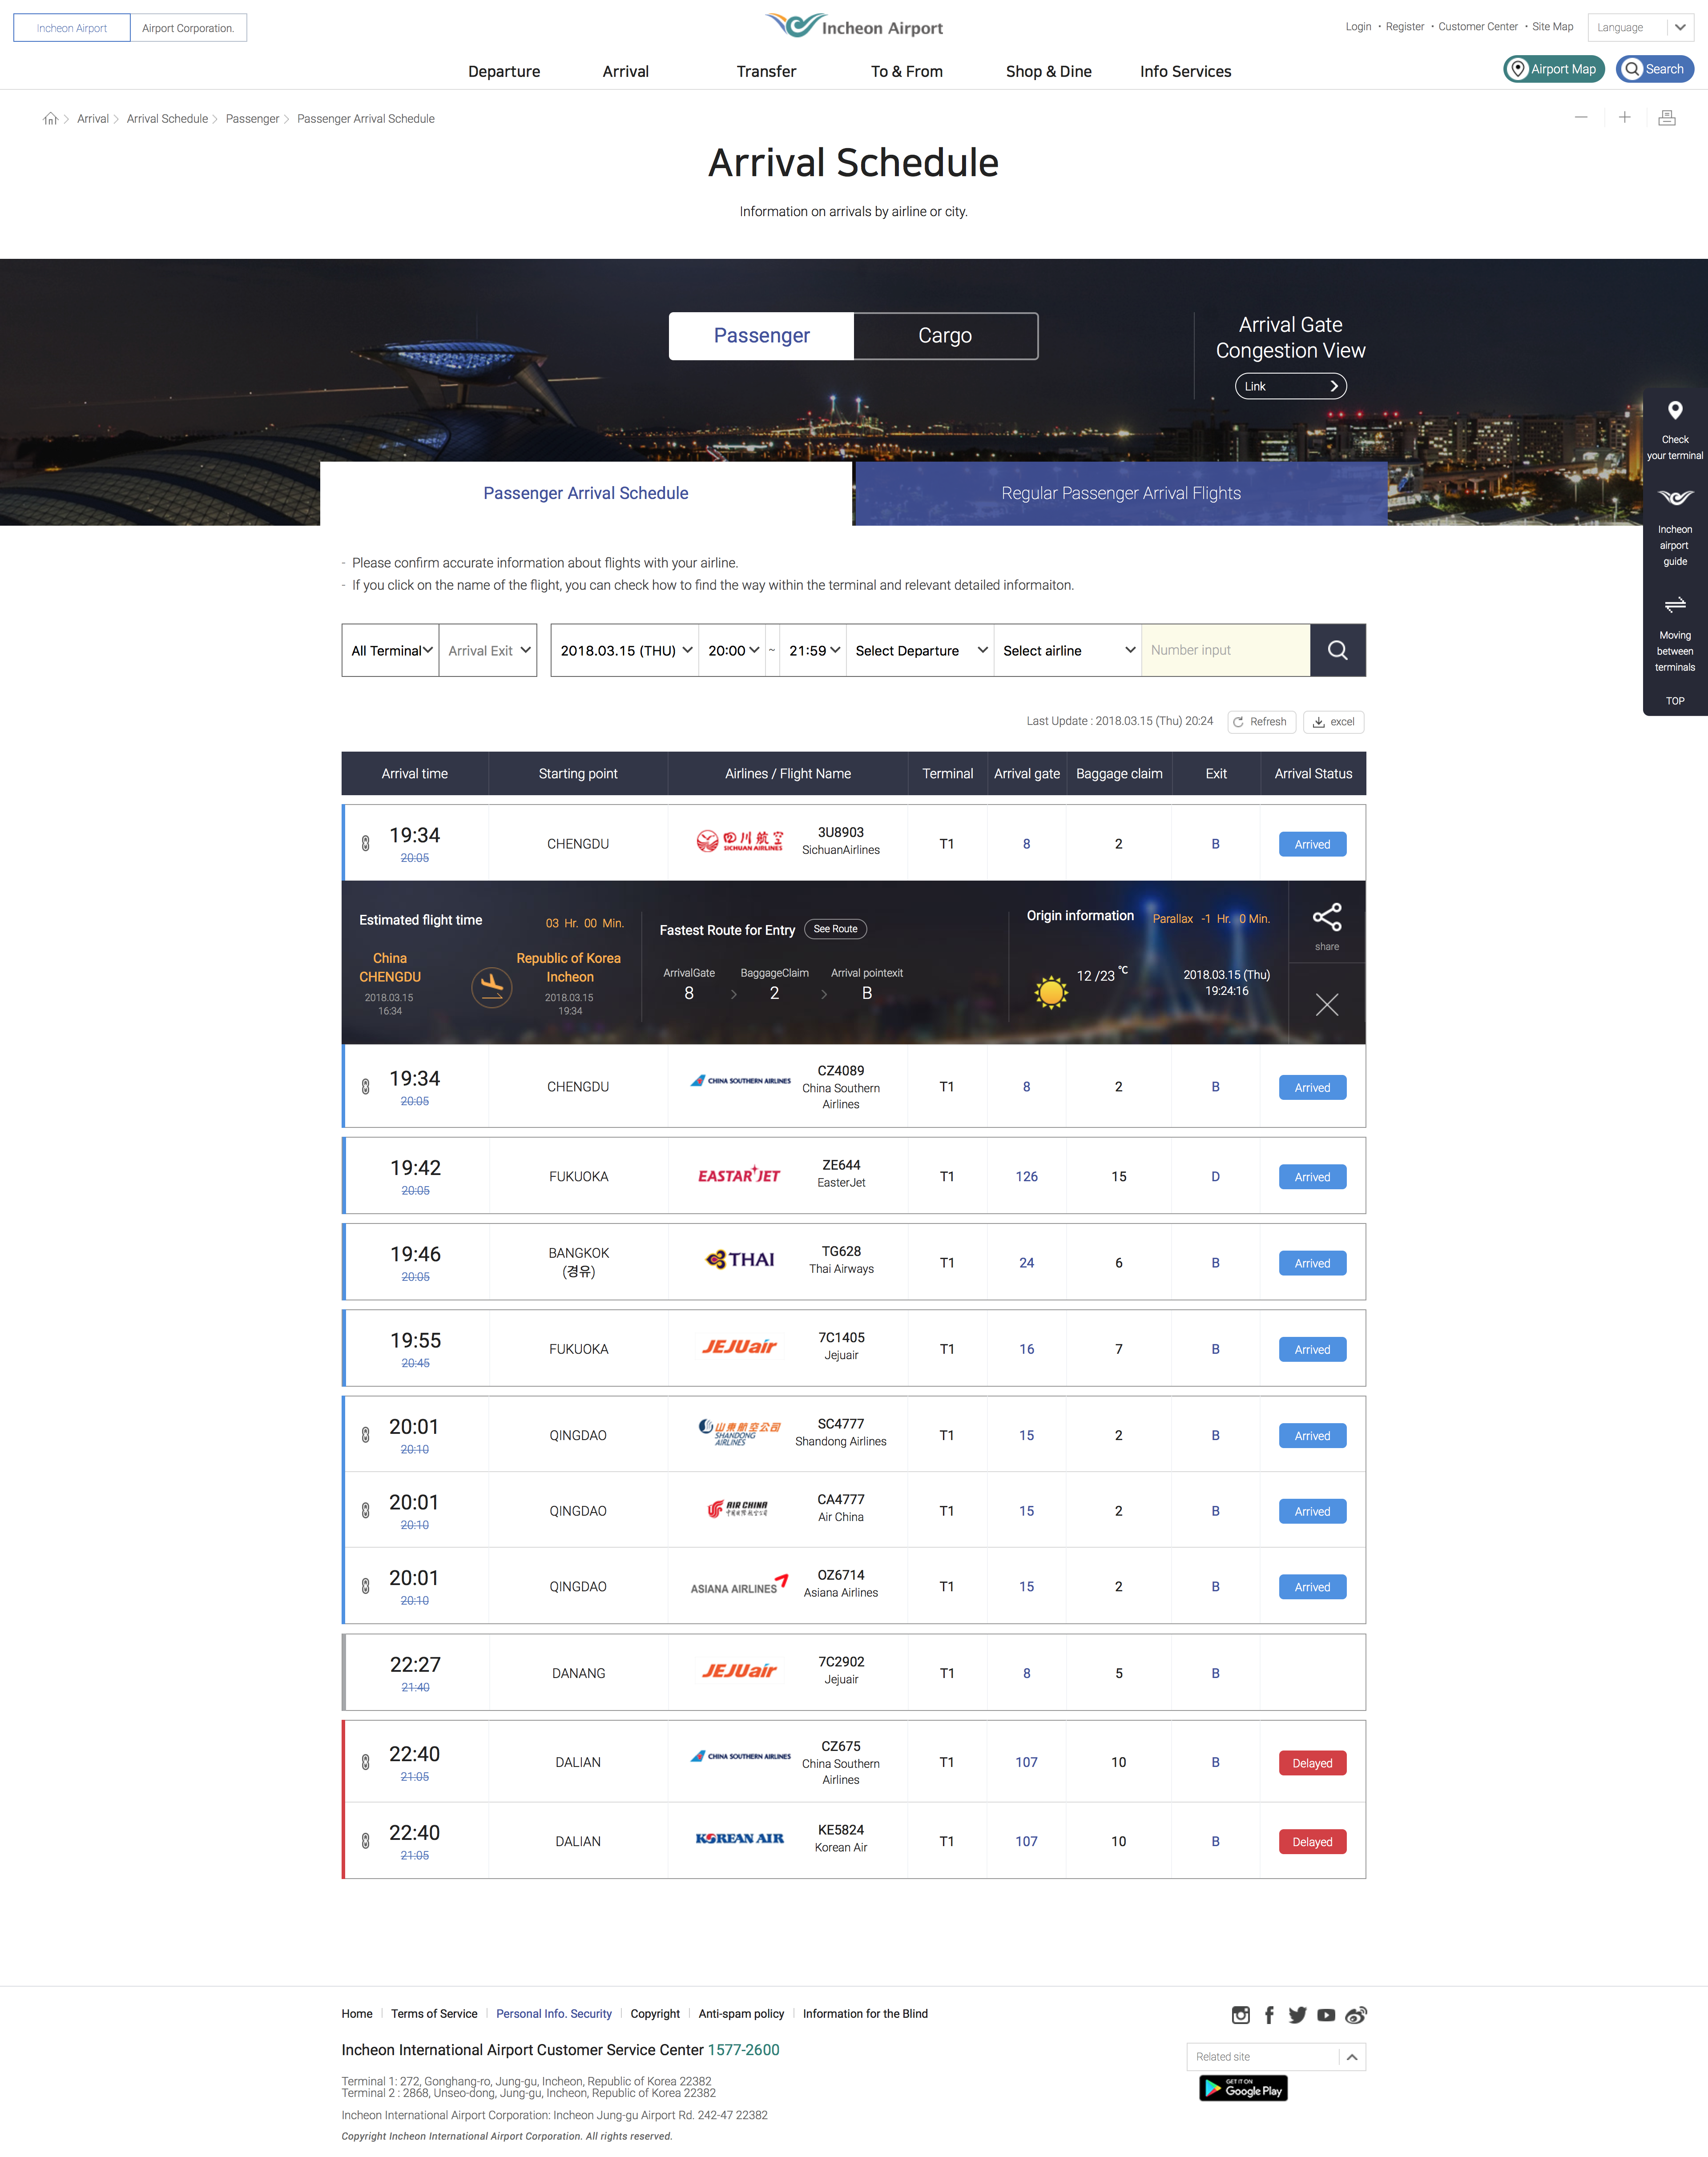 Incheon Airport
Airport Corporation.
Incheon Airport
Login · Register · Customer Center · Site Map
Language
Departure
Arrival
Transfer
To & From
Shop & Dine
Info Services
Airport Map
Search
Arrival
Arrival Schedule
Passenger
Passenger Arrival Schedule
Arrival Schedule
Information on arrivals by airline or city.
Passenger
Cargo
Arrival Gate
Congestion View
Link
Check
your terminal
Incheon
airport
guide
Moving
between
terminals
TOP
Passenger Arrival Schedule
Regular Passenger Arrival Flights
- Please confirm accurate information about flights with your airline.
- If you click on the name of the flight, you can check how to find the way within the terminal and relevant detailed informaiton.
All Terminal
Arrival Exit
2018.03.15 (THU)
20:00
~
21:59
Select Departure
Select airline
Number input
Last Update : 2018.03.15 (Thu) 20:24
Refresh
excel
Arrival time
Starting point
Airlines / Flight Name
Terminal
Arrival gate
Baggage claim
Exit
Arrival Status
19:34
20:05
CHENGDU
四川航空
SICHUAN AIRLINES
3U8903
SichuanAirlines
T1
8
2
B
Arrived
Estimated flight time
03 Hr. 00 Min.
China
CHENGDU
2018.03.15
16:34
Republic of Korea
Incheon
2018.03.15
19:34
Fastest Route for Entry
See Route
ArrivalGate
8
BaggageClaim
2
Arrival pointexit
B
Origin information
Parallax -1 Hr. 0 Min.
12 /23 ℃
2018.03.15 (Thu)
19:24:16
share
19:34
20:05
CHENGDU
CHINA SOUTHERN AIRLINES
CZ4089
China Southern
Airlines
T1
8
2
B
Arrived
19:42
20:05
FUKUOKA
EASTAR JET
ZE644
EasterJet
T1
126
15
D
Arrived
19:46
20:05
BANGKOK
(경유)
THAI
TG628
Thai Airways
T1
24
6
B
Arrived
19:55
20:45
FUKUOKA
JEJUair
7C1405
Jejuair
T1
16
7
B
Arrived
20:01
20:10
QINGDAO
山東航空公司
SHANDONG
AIRLINES
SC4777
Shandong Airlines
T1
15
2
B
Arrived
20:01
20:10
QINGDAO
AIR CHINA
CA4777
Air China
T1
15
2
B
Arrived
20:01
20:10
QINGDAO
ASIANA AIRLINES
OZ6714
Asiana Airlines
T1
15
2
B
Arrived
22:27
21:40
DANANG
JEJUair
7C2902
Jejuair
T1
8
5
B
22:40
21:05
DALIAN
CHINA SOUTHERN AIRLINES
CZ675
China Southern
Airlines
T1
107
10
B
Delayed
22:40
21:05
DALIAN
KOREAN AIR
KE5824
Korean Air
T1
107
10
B
Delayed
Home
Terms of Service
Personal Info. Security
Copyright
Anti-spam policy
Information for the Blind
Incheon International Airport Customer Service Center 1577-2600
Related site
GET IT ON
Google Play
Terminal 1: 272, Gonghang-ro, Jung-gu, Incheon, Republic of Korea 22382
Terminal 2 : 2868, Unseo-dong, Jung-gu, Incheon, Republic of Korea 22382
Incheon International Airport Corporation: Incheon Jung-gu Airport Rd. 242-47 22382
Copyright Incheon International Airport Corporation. All rights reserved.